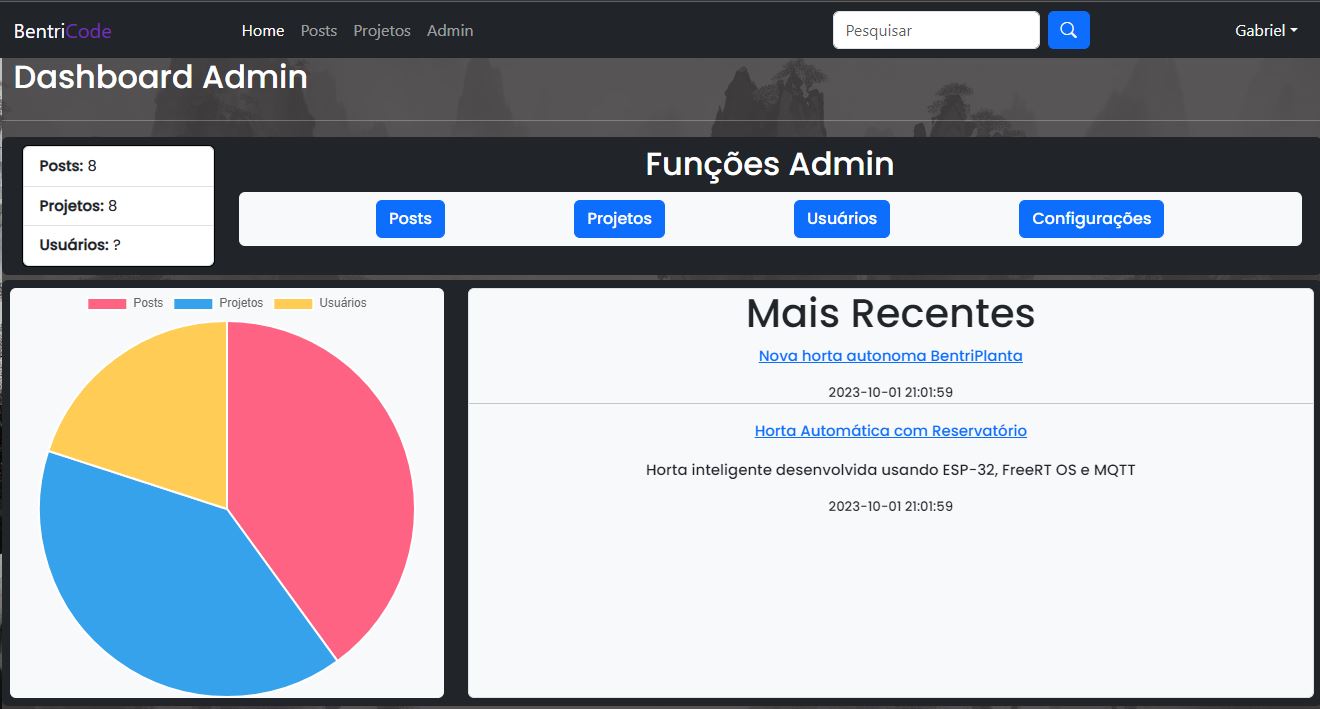 BentriCode Home Posts Projetos Admin Pesquisar Gabriel
Dashboard Admin
Posts: 8
Projetos: 8
Usuários: ?
Funções Admin
Posts Projetos Usuários Configurações
Posts Projetos Usuários
Mais Recentes
Nova horta autonoma BentriPlanta
2023-10-01 21:01:59
Horta Automática com Reservatório
Horta inteligente desenvolvida usando ESP-32, FreeRT OS e MQTT
2023-10-01 21:01:59